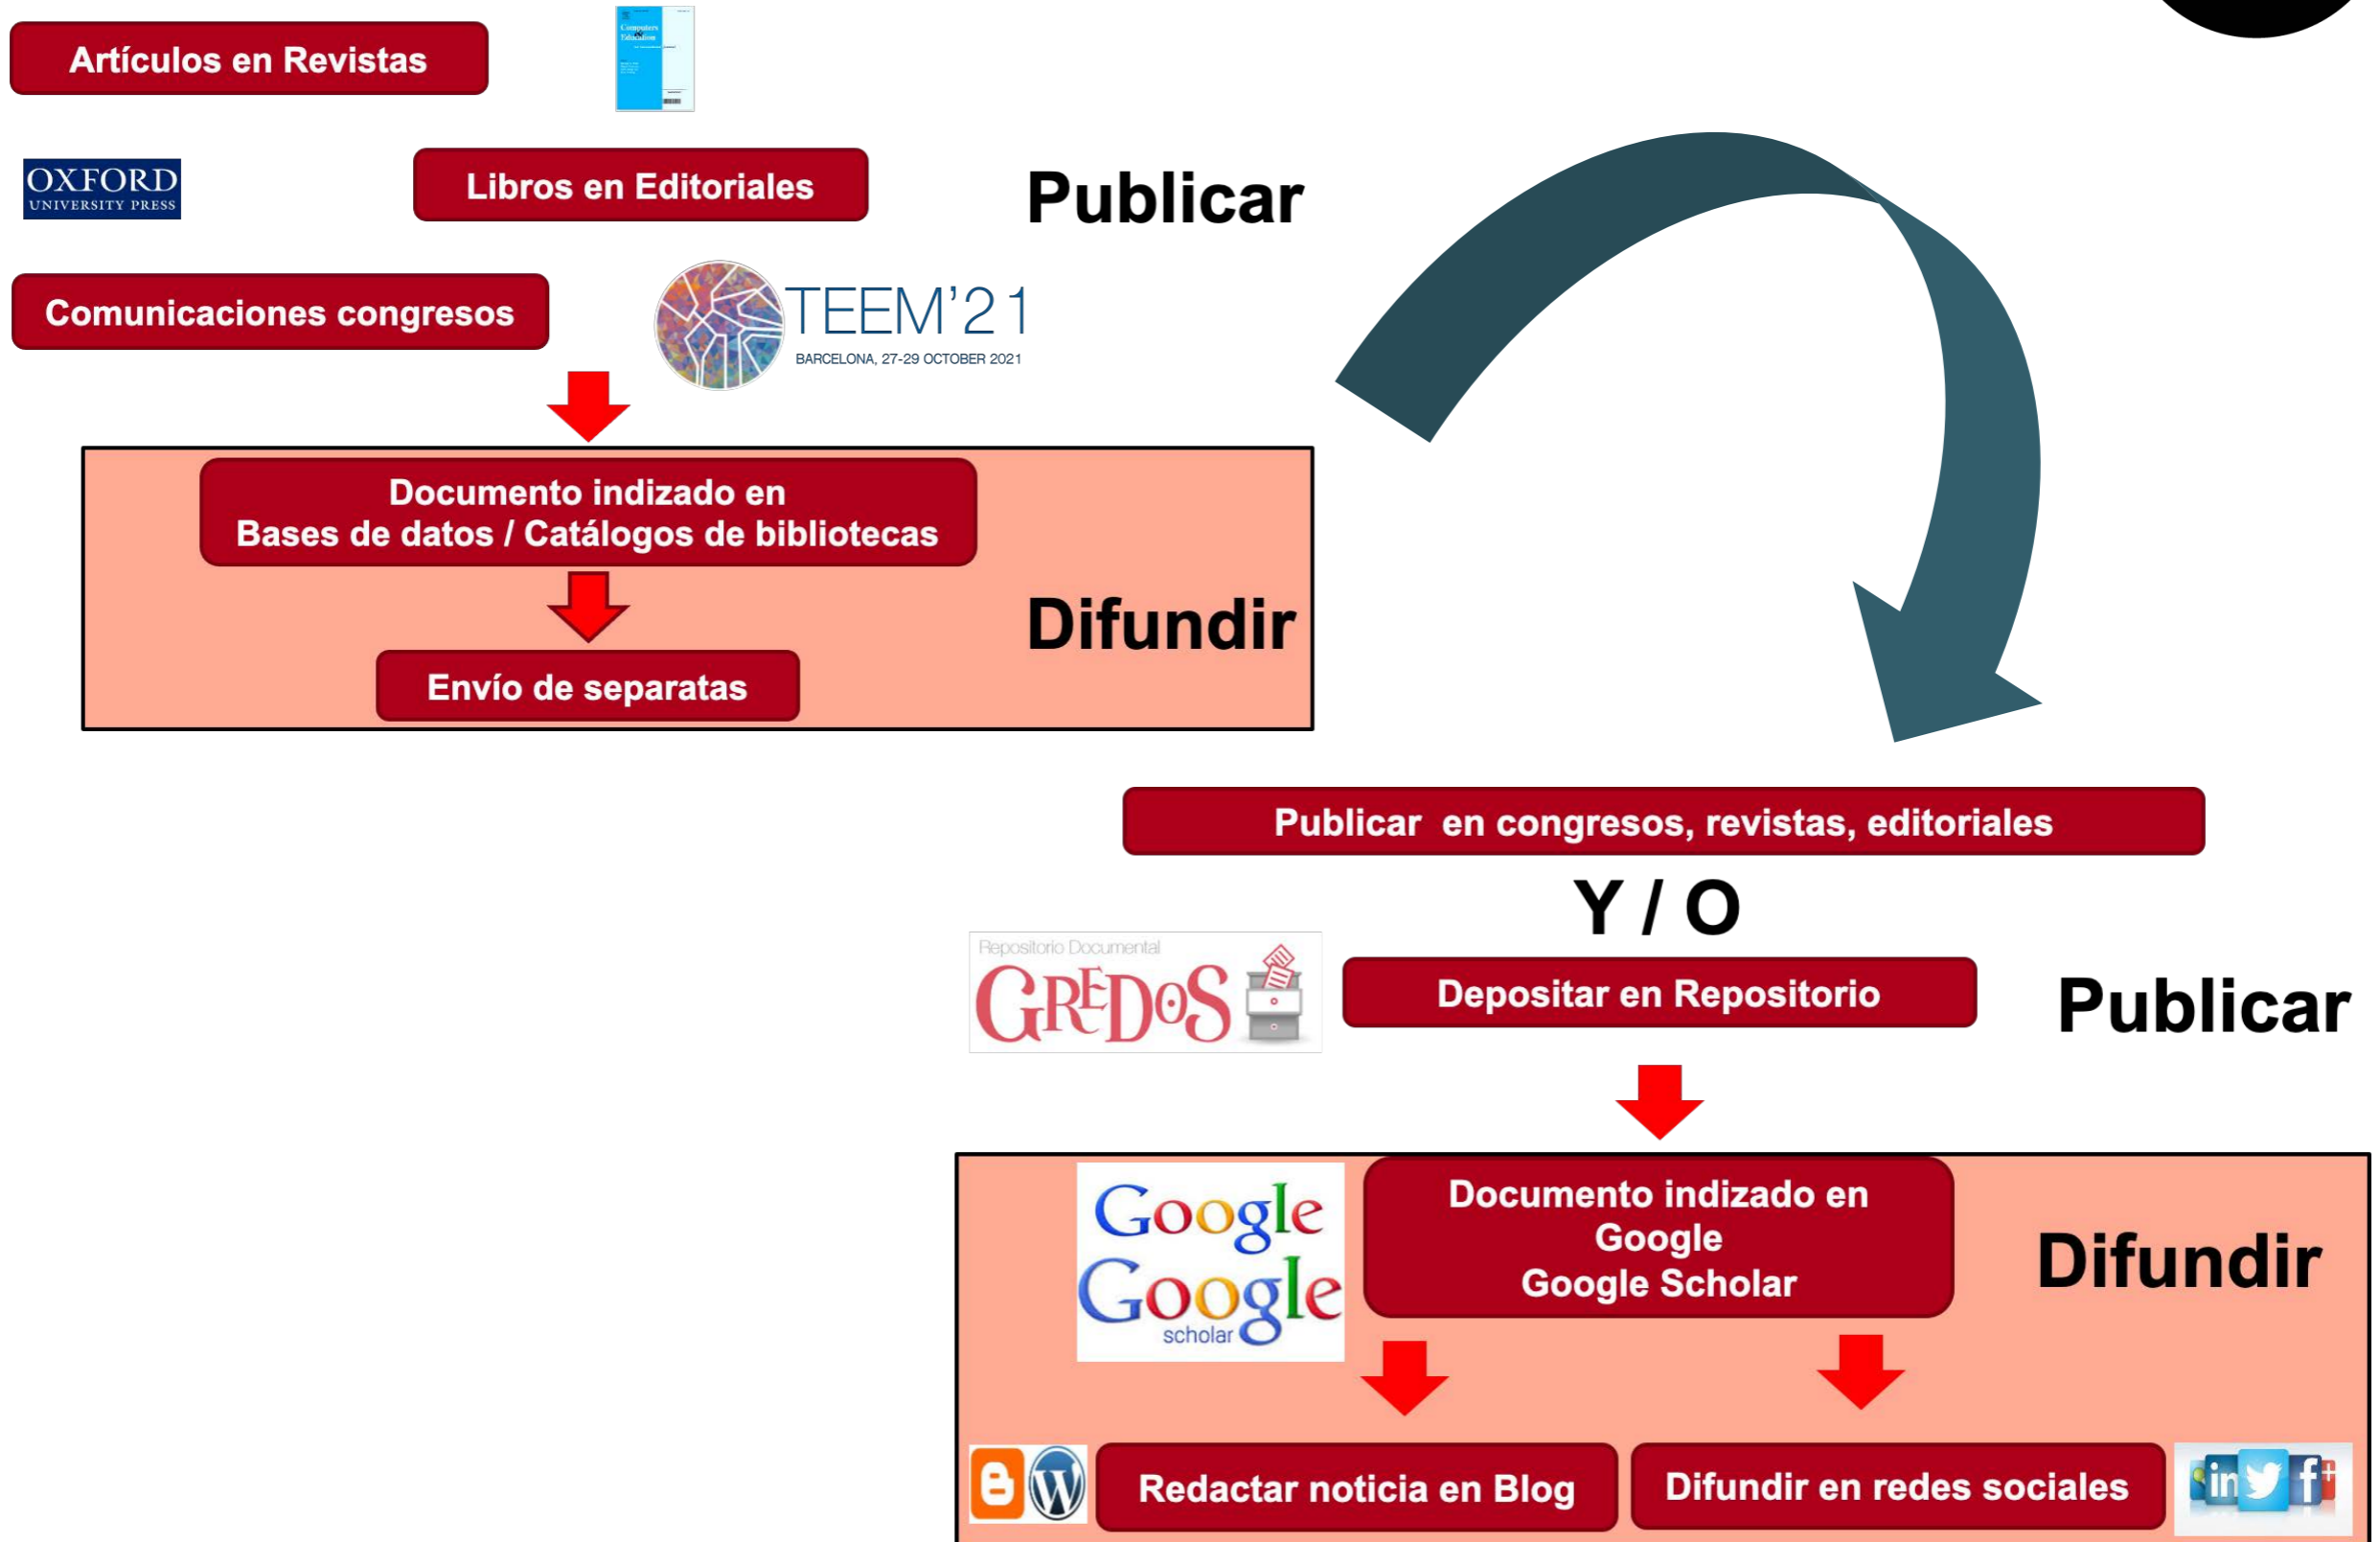 Artículos en Revistas
Computers
Education
OXFORD
UNIVERSITY PRESS
Libros en Editoriales
Publicar
Comunicaciones congresos
TEEM'21
BARCELONA, 27-29 OCTOBER 2021
Documento indizado en
Bases de datos / Catálogos de bibliotecas
Difundir
Envío de separatas
Publicar en congresos, revistas, editoriales
Y / O
Repositorio Documental
GREDOS
Depositar en Repositorio
Publicar
Google
Google
scholar
Documento indizado en
Google
Google Scholar
Difundir
Redactar noticia en Blog
Difundir en redes sociales
in f +